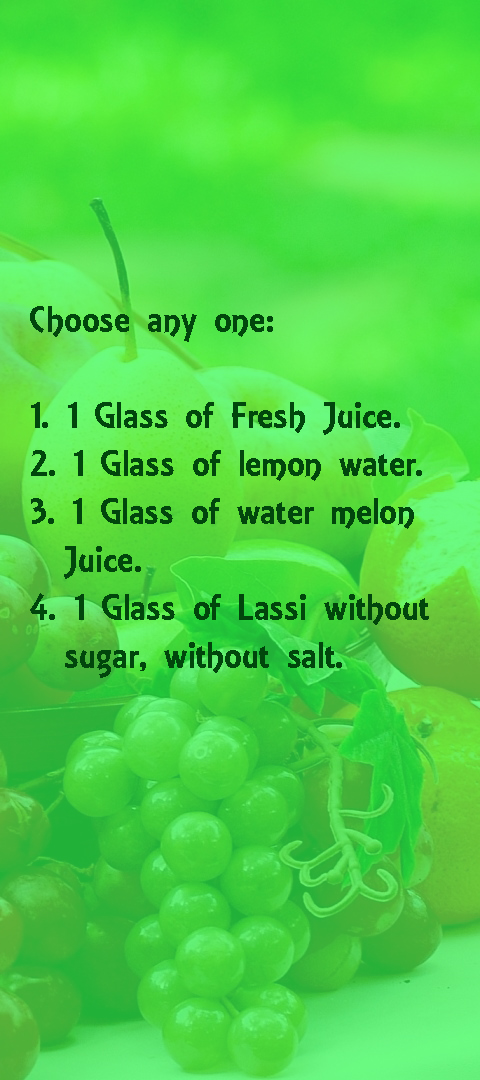 Choose any one:
1. 1 Glass of Fresh Juice.
2. 1 Glass of lemon water.
3. 1 Glass of water melon
Juice.
4. 1 Glass of Lassi without
sugar, without salt.